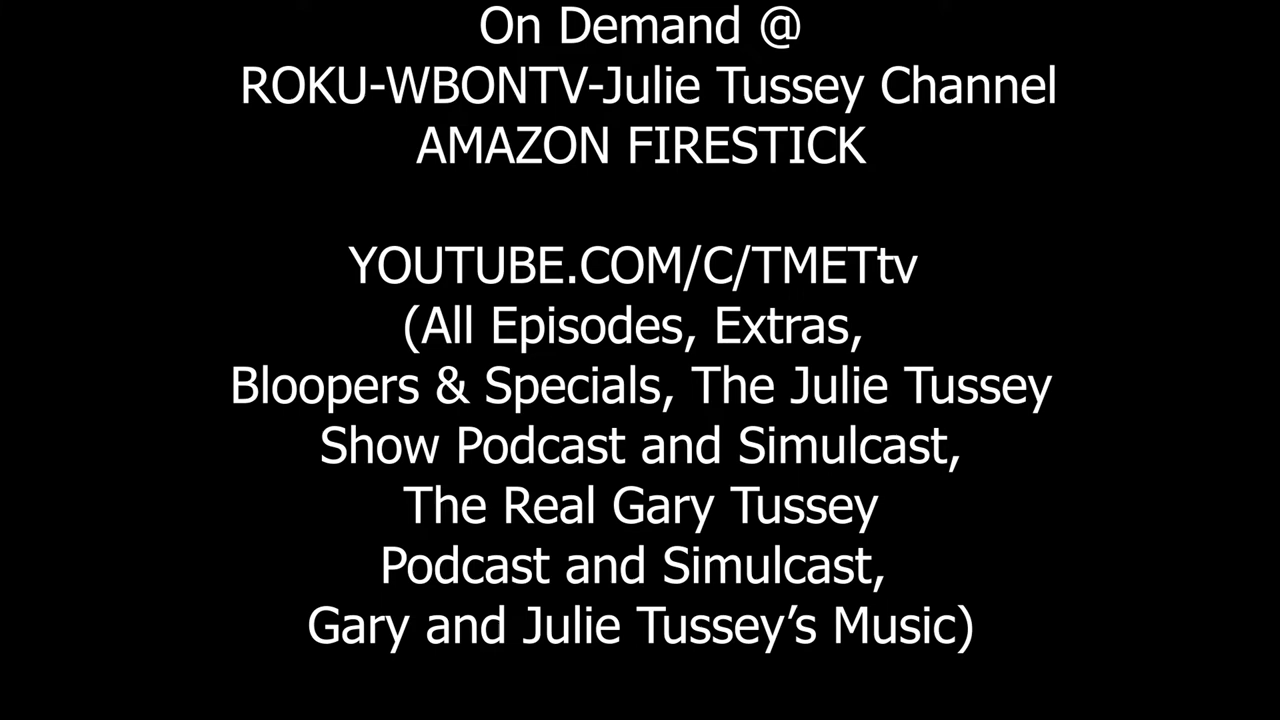 On Demand @
ROKU-WBONTV-Julie Tussey Channel
AMAZON FIRESTICK
YOUTUBE.COM/C/TMETtv
(All Episodes, Extras,
Bloopers & Specials, The Julie Tussey
Show Podcast and Simulcast,
The Real Gary Tussey
Podcast and Simulcast,
Gary and Julie Tussey’s Music)